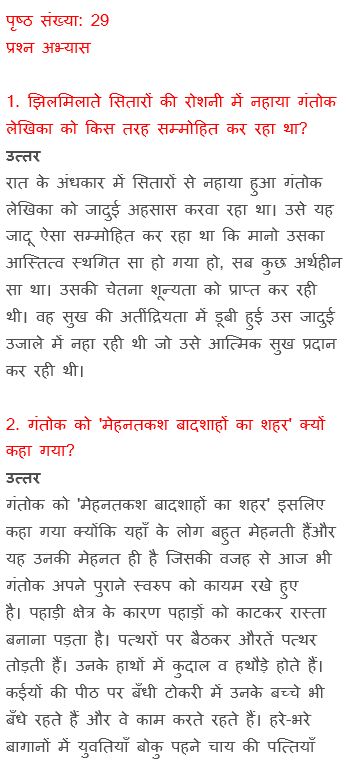 पृष्ठ संख्या: 29
प्रश्न अभ्यास
1. झिलमिलाते सितारों की रोशनी में नहाया गंतोक
लेखिका को किस तरह सम्मोहित कर रहा था?
उत्तर
रात के अंधकार में सितारों से नहाया हुआ गंतोक
लेखिका को जादुई अहसास करवा रहा था। उसे यह
जादू ऐसा सम्मोहित कर रहा था कि मानो उसका
आस्तित्व स्थगित सा हो गया हो, सब कुछ अर्थहीन
सा था। उसकी चेतना शून्यता को प्राप्त कर रही
थी। वह सुख की अतींद्रियता में डूबी हुई उस जादुई
उजाले में नहा रही थी जो उसे आत्मिक सुख प्रदान
कर रही थी।
2. गंतोक को 'मेहनतकश बादशाहों का शहर' क्यों
कहा गया?
उत्तर
गंतोक को 'मेहनतकश बादशाहों का शहर' इसलिए
कहा गया क्योंकि यहाँ के लोग बहुत मेहनती हैंऔर
यह उनकी मेहनत ही है जिसकी वजह से आज भी
गंतोक अपने पुराने स्वरुप को कायम रखे हुए
है। पहाड़ी क्षेत्र के कारण पहाड़ों को काटकर रास्ता
बनाना पड़ता है। पत्थरों पर बैठकर औरतें पत्थर
तोड़ती हैं। उनके हाथों में कुदाल व हथौड़े होते हैं।
कईयों की पीठ पर बँधी टोकरी में उनके बच्चे भी
बँधे रहते हैं और वे काम करते रहते हैं। हरे-भरे
बागानों में युवतियाँ बोकु पहने चाय की पत्तियाँ